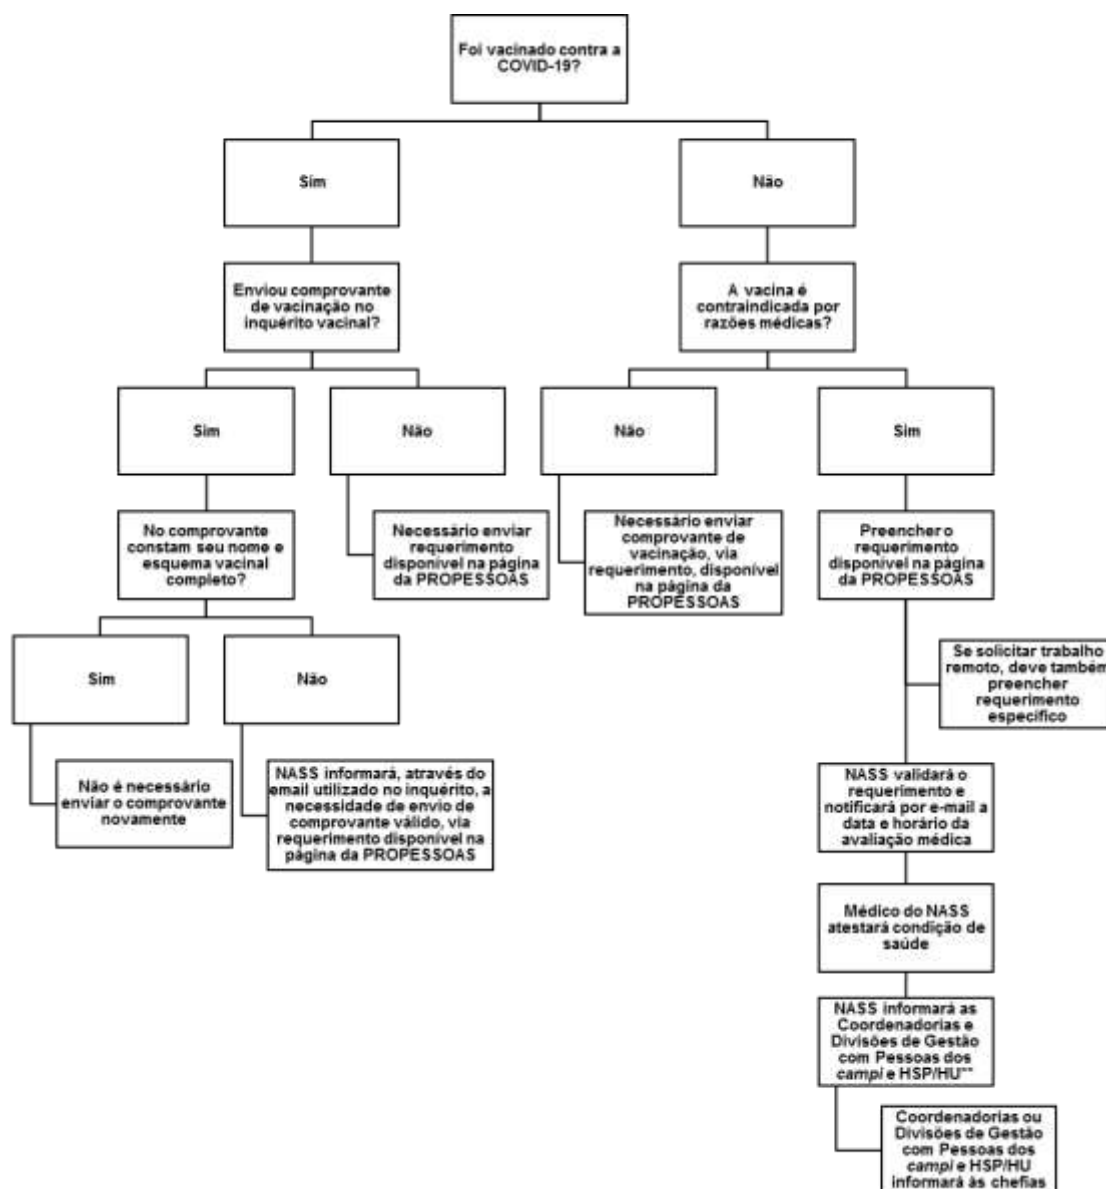 Foi vacinado contra a
COVID-19?
Sim
Não
Enviou comprovante
de vacinação no
inquérito vacinal?
A vacina é
contraindicada por
razões médicas?
Sim
Não
Não
Sim
No comprovante
constam seu nome e
esquema vacinal
completo?
Necessário enviar
requerimento
disponível na página
da PROPESSOAS
Necessário enviar
comprovante de
vacinação, via
requerimento, disponível
na página da
PROPESSOAS
Preencher o
requerimento
disponível na página
da PROPESSOAS
Sim
Não
Se solicitar trabalho
remoto, deve também
preencher
requerimento
específico
Não é necessário
enviar o comprovante
novamente
NASS informará, através do
email utilizado no inquérito, a
necessidade de envio de
comprovante válido, via
requerimento disponível na
página da PROPESSOAS
NASS validará o
requerimento e
notificará por e-mail a
data e horário da
avaliação médica
Médico do NASS
atestará condição de
saúde
NASS informará as
Coordenadorias e
Divisões de Gestão
com Pessoas dos
campi e HSP/HU**
Coordenadorias ou
Divisões de Gestão
com Pessoas dos
campi e HSP/HU
informará às chefias